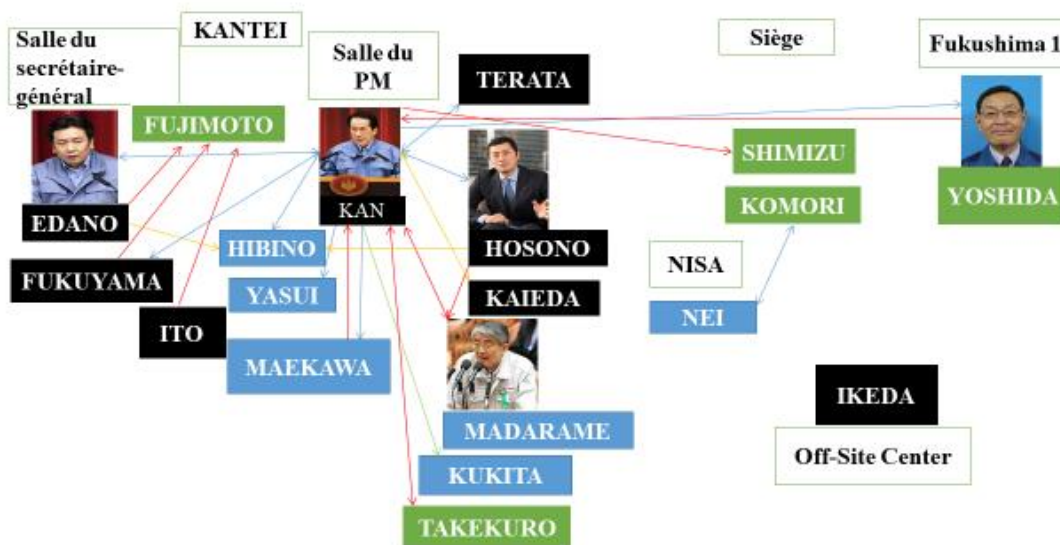 KANTEI
Salle du
secrétaire-
général
Salle du
PM
Siège
Fukushima 1
TERATA
FUJIMOTO
SHIMIZU
KOMORI
YOSHIDA
EDANO
KAN
HIBINO
HOSONO
FUKUYAMA
YASUI
KAIEDA
NISA
NEI
ITO
MAEKAWA
IKEDA
MADARAME
Off-Site Center
KUKITA
TAKEKURO